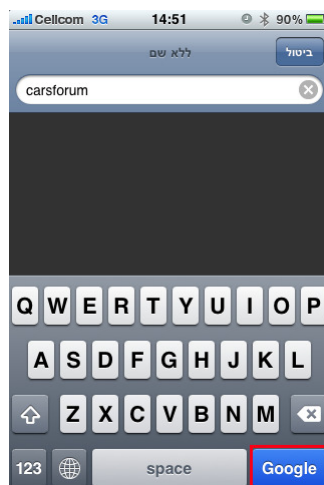 Cellcom 3G 14:51 90%
ללא שם ביטול
carsforum
Q W E R T Y U I O P
A S D F G H J K L
Z X C V B N M
123 space Google